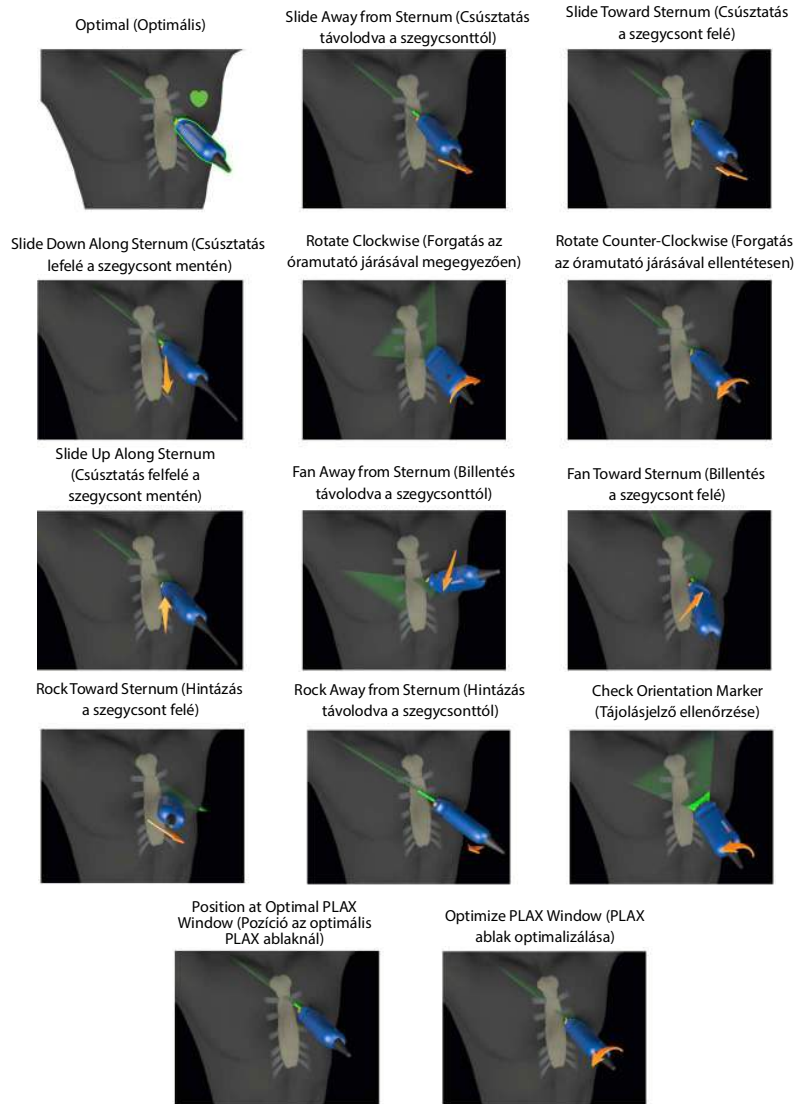 Optimal (Optimális)
Slide Away from Sternum (Csúsztatás
távolodva a szegycsonttól)
Slide Toward Sternum (Csúsztatás
a szegycsont felé)
Slide Down Along Sternum (Csúsztatás
lefelé a szegycsont mentén)
Rotate Clockwise (Forgatás az
óramutató járásával megegyezően)
Rotate Counter-Clockwise (Forgatás
az óramutató járásával ellentétesen)
Slide Up Along Sternum
(Csúsztatás felfelé a
szegycsont mentén)
Fan Away from Sternum (Billentés
távolodva a szegycsonttól)
Fan Toward Sternum (Billentés
a szegycsont felé)
Rock Toward Sternum (Hintázás
a szegycsont felé)
Rock Away from Sternum (Hintázás
távolodva a szegycsonttól)
Check Orientation Marker
(Tájolásjelző ellenőrzése)
Position at Optimal PLAX
Window (Pozíció az optimális
PLAX ablaknál)
Optimize PLAX Window (PLAX
ablak optimalizálása)